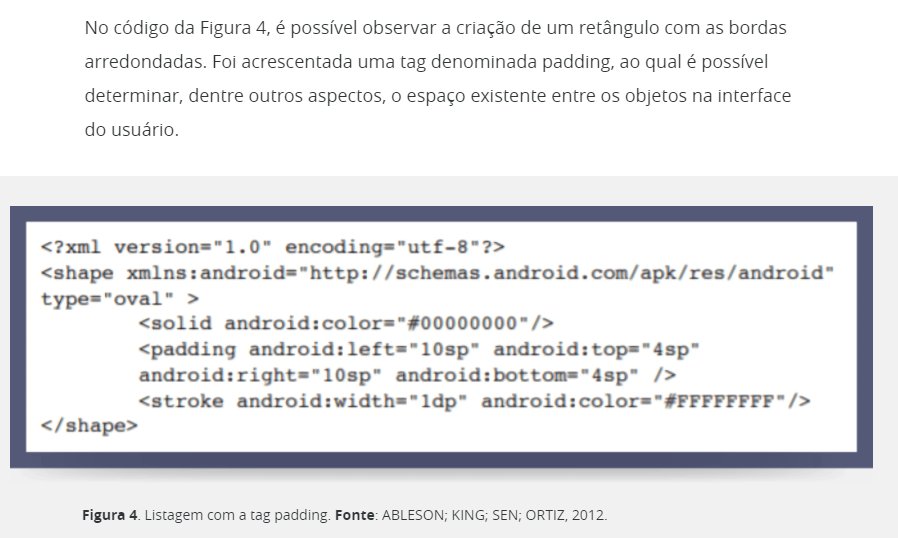 No código da Figura 4, é possível observar a criação de um retângulo com as bordas
arredondadas. Foi acrescentada uma tag denominada padding, ao qual é possível
determinar, dentre outros aspectos, o espaço existente entre os objetos na interface
do usuário.
<?xml version="1.0" encoding="utf-8"?>
<shape xmlns:android="http://schemas.android.com/apk/res/android"
type="oval" >
<solid android:color="#00000000"/>
<padding android:left="10sp" android:top="4sp"
android:right="10sp" android:bottom="4sp" />
<stroke android:width="1dp" android:color="#FFFFFFFF"/>
</shape>
Figura 4. Listagem com a tag padding. Fonte: ABLESON; KING; SEN; ORTIZ, 2012.